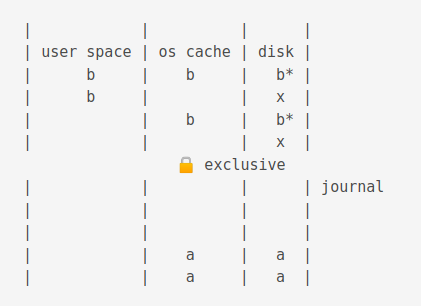 |            |          |      |
| user space | os cache | disk |
|      b     |    b     |   b* |
|      b     |          |   x  |
|            |    b     |   b* |
|            |          |   x  |
🔒 exclusive
|            |          |      | journal
|            |          |      |
|            |          |      |
|            |    a     |   a  |
|            |    a     |   a  |